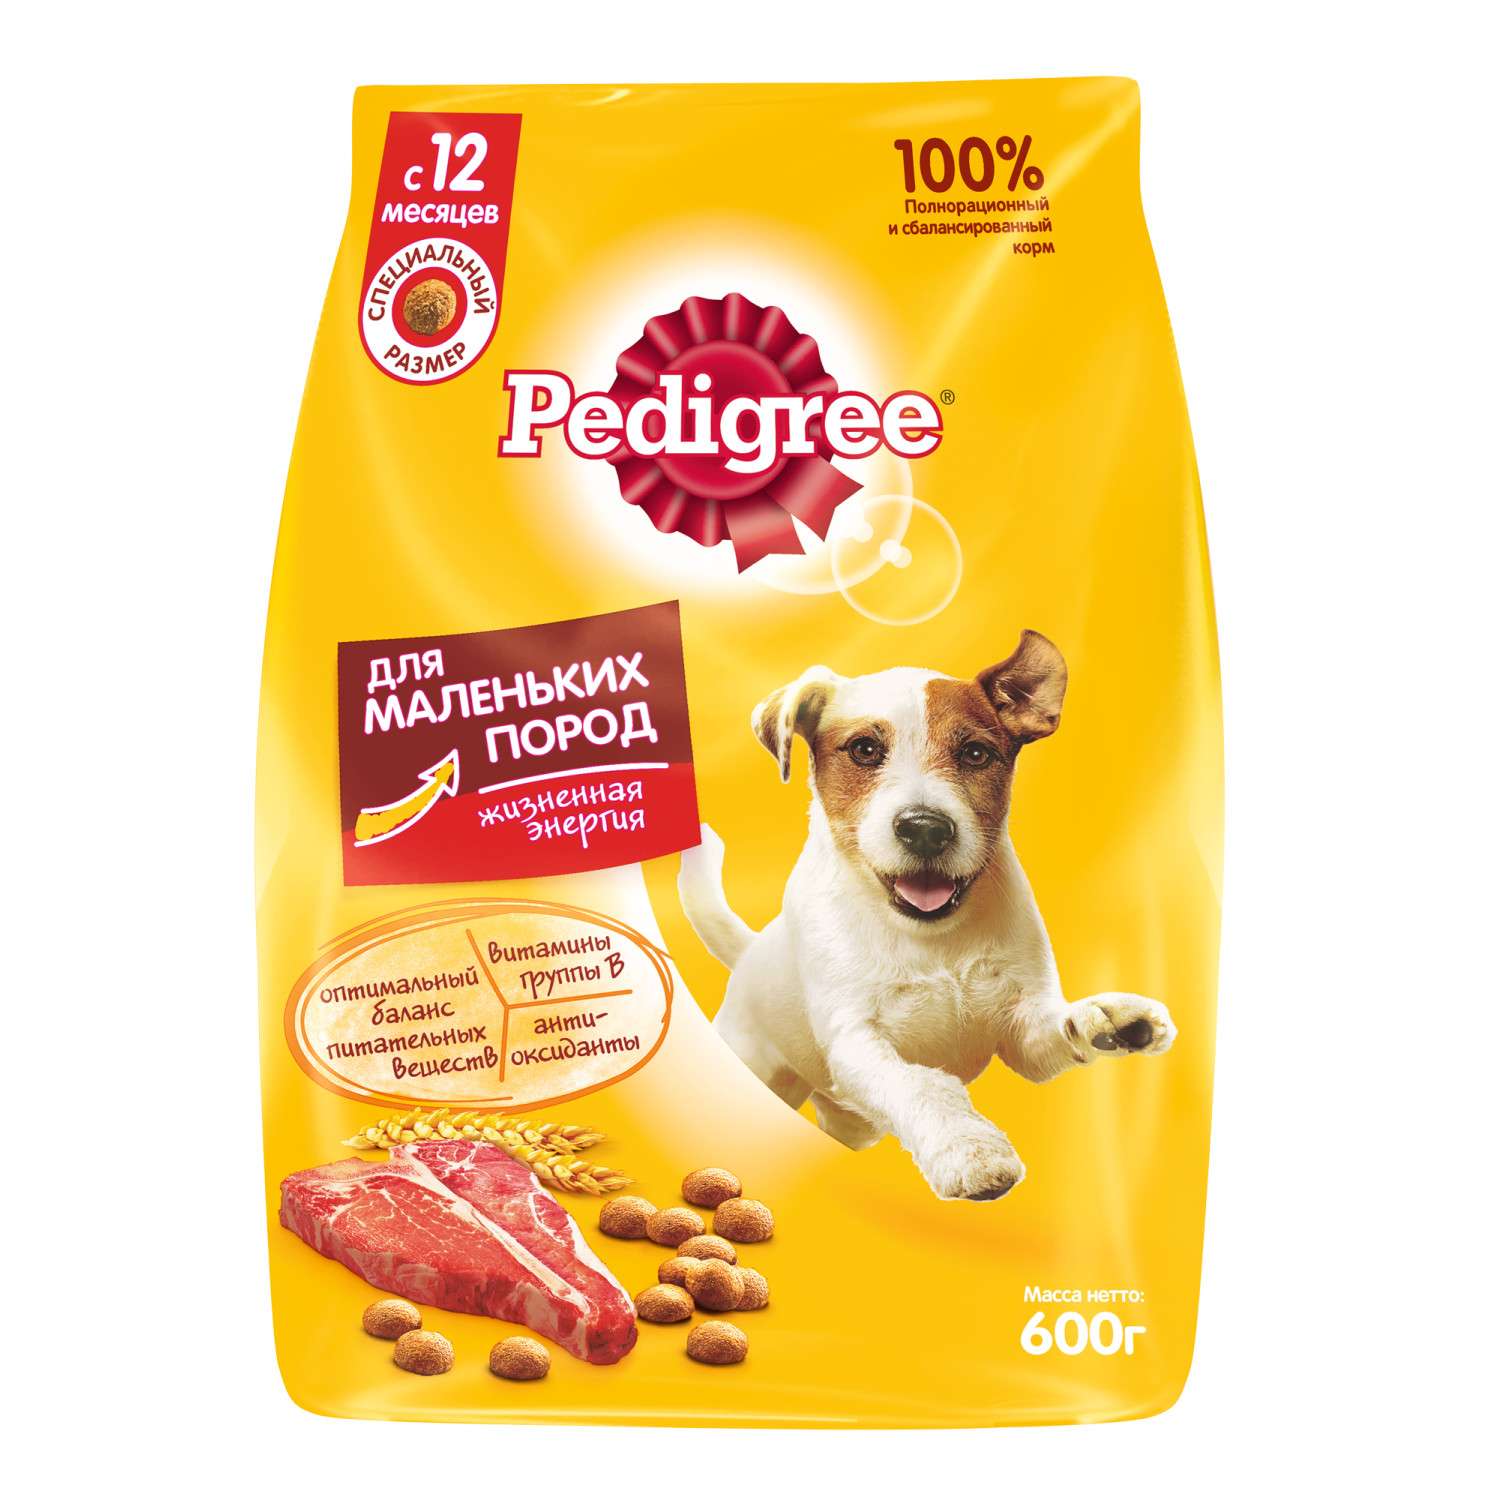 с 12
месяцев
СПЕЦИАЛЬНЫЙ
РАЗМЕР
100%
Полнорационный
и сбалансированный
корм
Pedigree®
ДЛЯ
МАЛЕНЬКИХ
ПОРОД
жизненная
энергия
оптимальный
баланс
питательных
веществ
витамины
группы В
анти-
оксиданты
Масса нетто:
600г